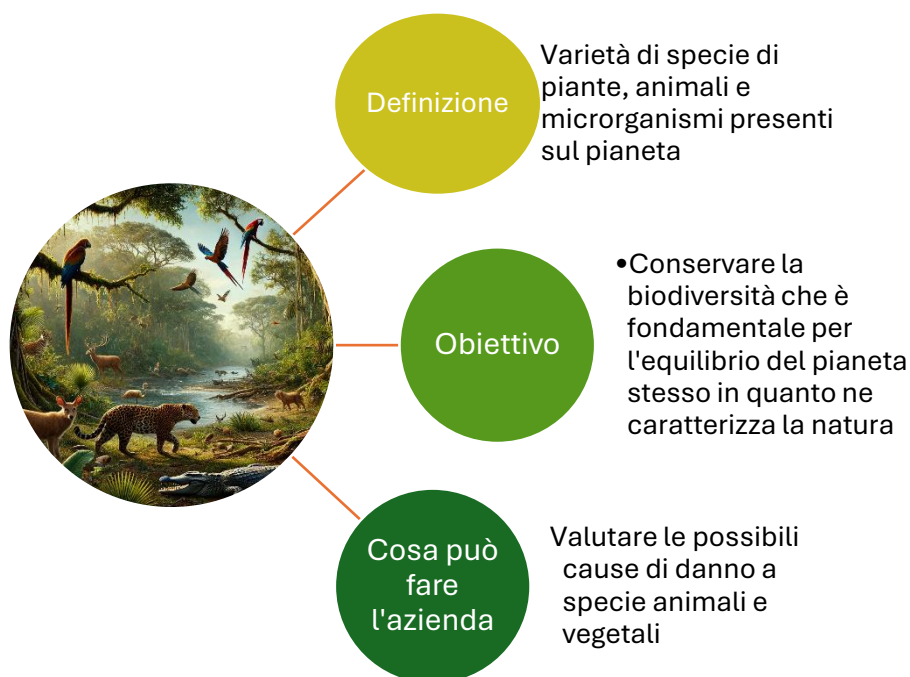 Definizione
Varietà di specie di
piante, animali e
microrganismi presenti
sul pianeta
Obiettivo
•Conservare la
biodiversità che è
fondamentale per
l'equilibrio del pianeta
stesso in quanto ne
caratterizza la natura
Cosa può
fare
l'azienda
Valutare le possibili
cause di danno a
specie animali e
vegetali